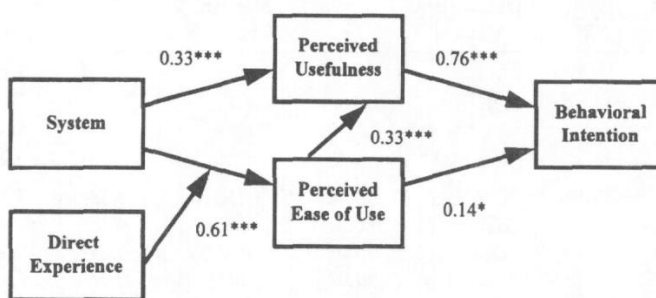 0.33***
Perceived
Usefulness
0.76***
System
Behavioral
Intention
0.33***
Perceived
Ease of Use
0.61***
0.14*
Direct
Experience